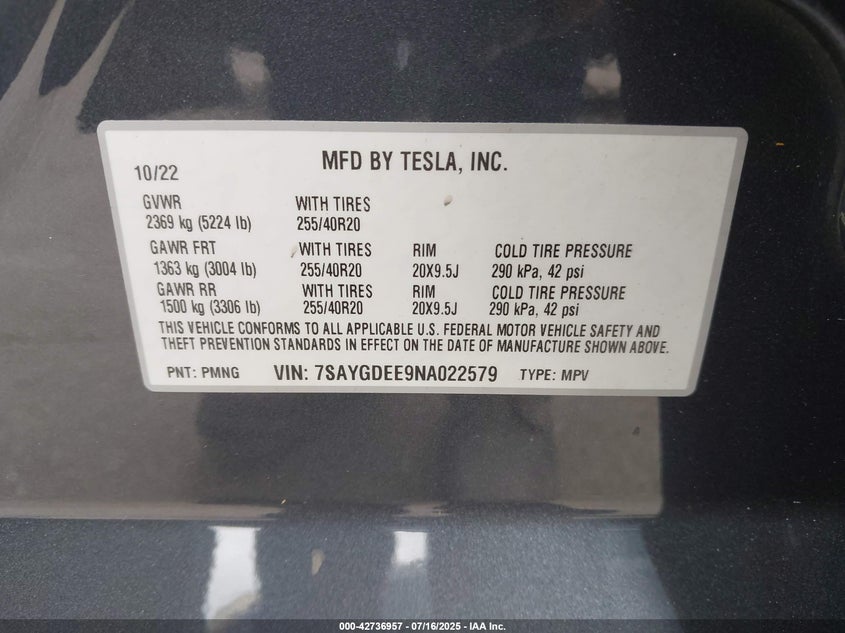 MFD BY TESLA, INC.
10/22
GVWR WITH TIRES
2369 kg (5224 lb) 255/40R20
GAWR FRT WITH TIRES RIM COLD TIRE PRESSURE
1363 kg (3004 lb) 255/40R20 20X9.5J 290 kPa, 42 psi
GAWR RR WITH TIRES RIM COLD TIRE PRESSURE
1500 kg (3306 lb) 255/40R20 20X9.5J 290 kPa, 42 psi
THIS VEHICLE CONFORMS TO ALL APPLICABLE U.S. FEDERAL MOTOR VEHICLE SAFETY AND
THEFT PREVENTION STANDARDS IN EFFECT ON THE DATE OF MANUFACTURE SHOWN ABOVE.
PNT: PMNG VIN: 7SAYGDEE9NA022579 TYPE: MPV
000-42736957 - 07/16/2025 - IAA Inc.